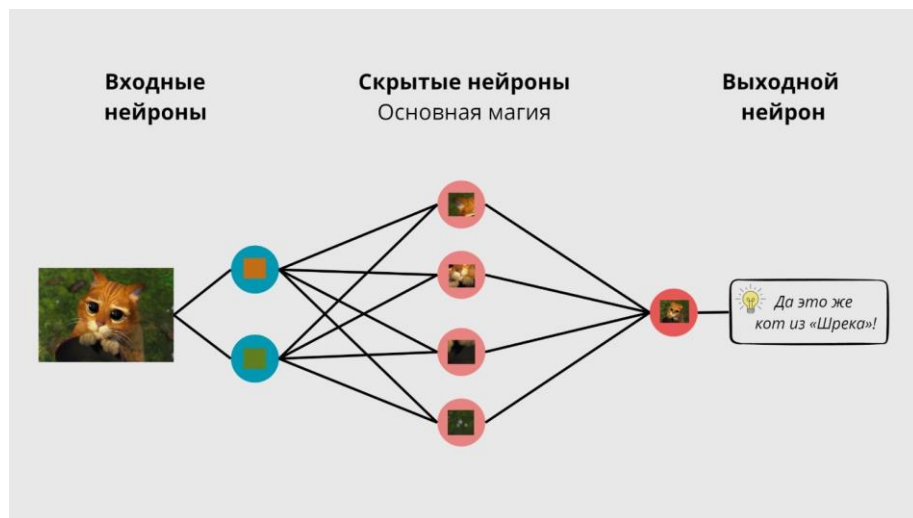 Входные
нейроны
Скрытые нейроны
Основная магия
Выходной
нейрон
Да это же
кот из «Шрека»!